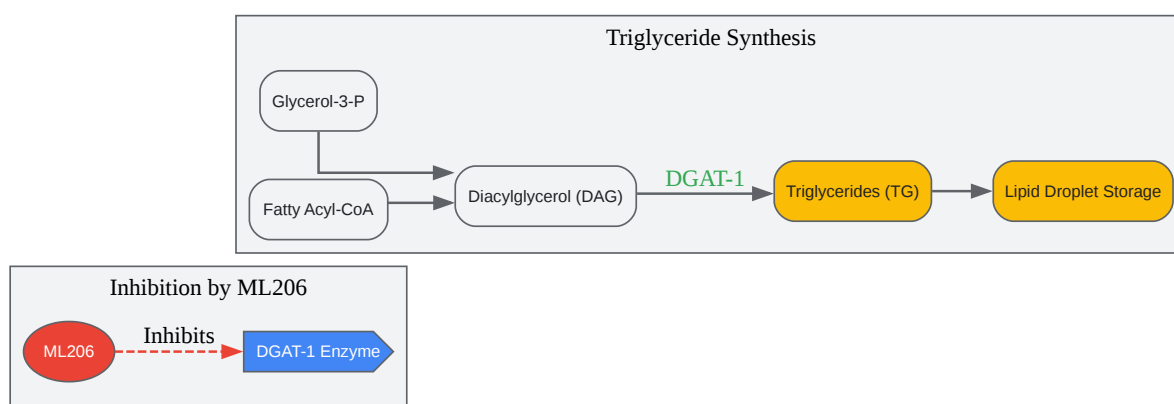 Triglyceride Synthesis
Glycerol-3-P
Fatty Acyl-CoA
Diacylglycerol (DAG)
DGAT-1
Triglycerides (TG)
Lipid Droplet Storage
Inhibition by ML206
ML206
Inhibits
DGAT-1 Enzyme